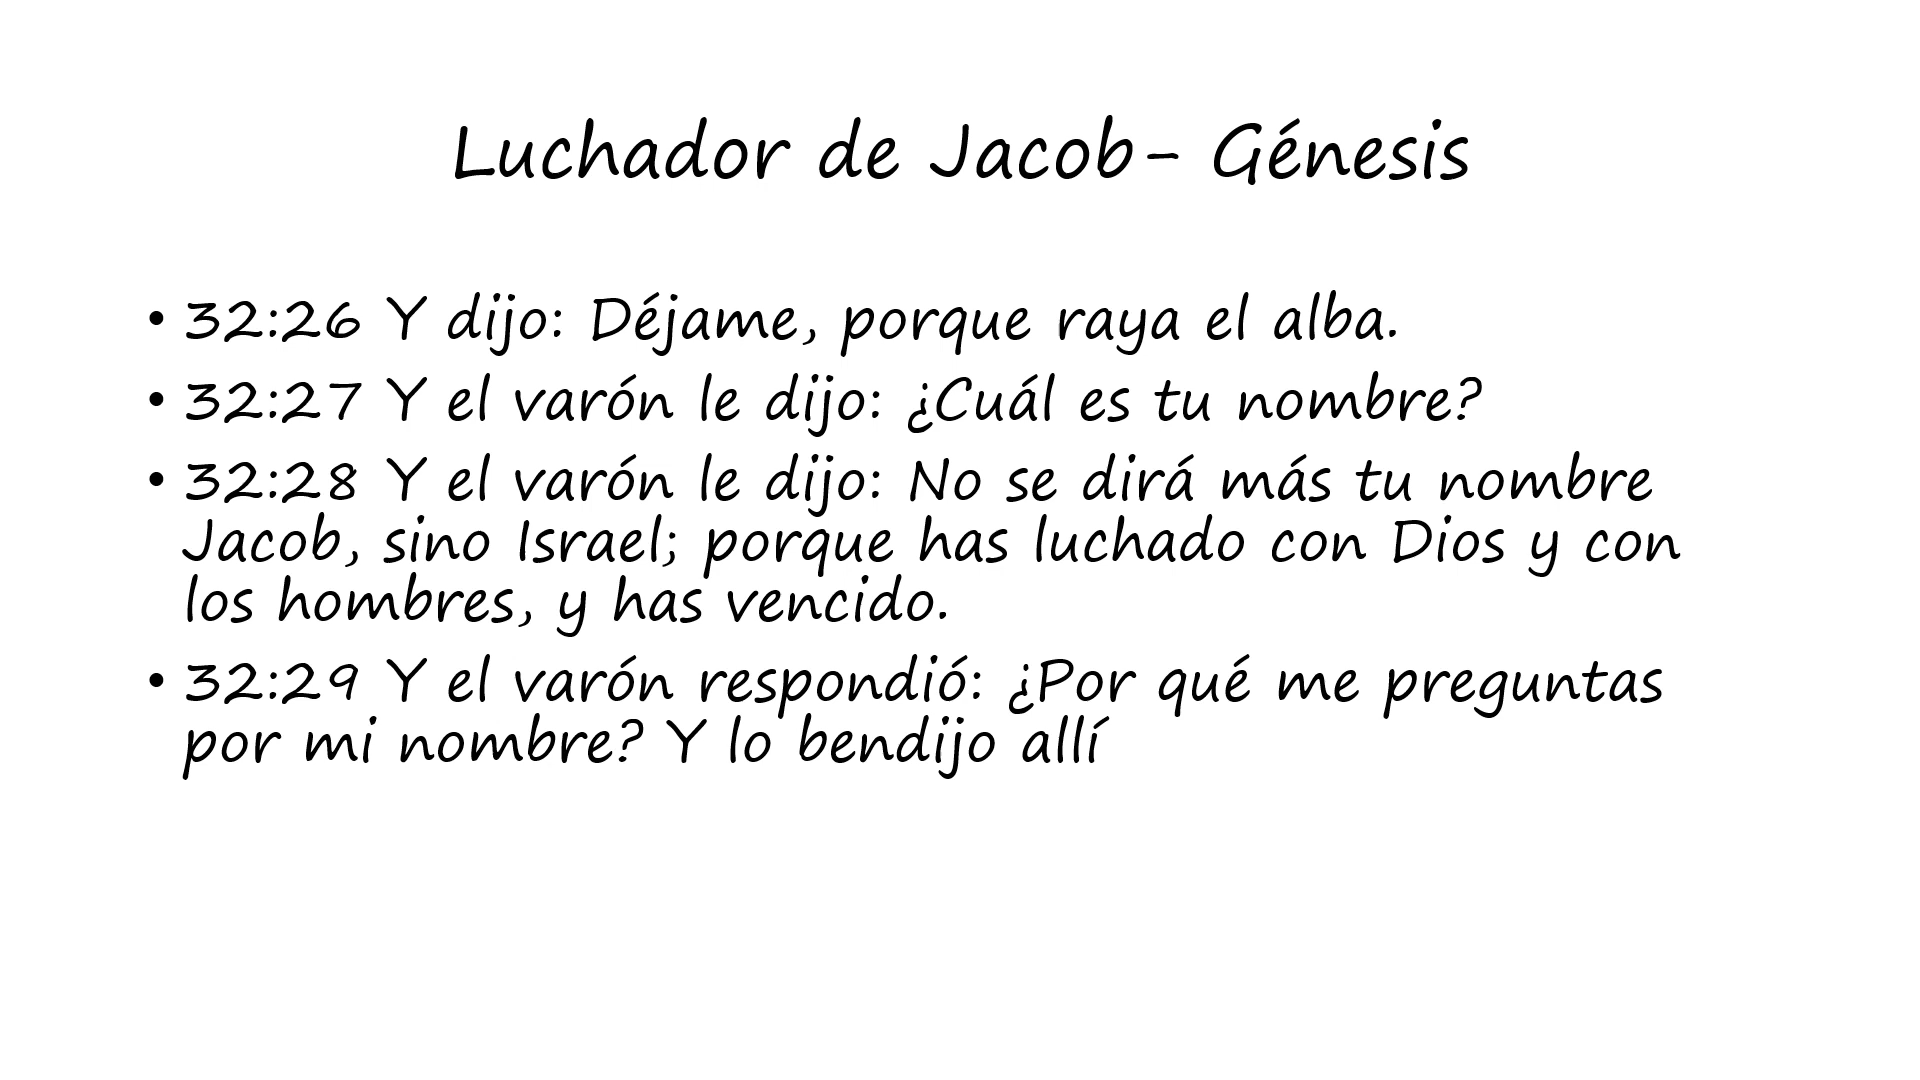 Luchador de Jacob- Génesis
• 32:26 Y dijo: Déjame, porque raya el alba.
• 32:27 Y el varón le dijo: ¿Cuál es tu nombre?
• 32:28 Y el varón le dijo: No se dirá más tu nombre
Jacob, sino Israel; porque has luchado con Dios y con
los hombres, y has vencido.
• 32:29 Y el varón respondió: ¿Por qué me preguntas
por mi nombre? Y lo bendijo allí